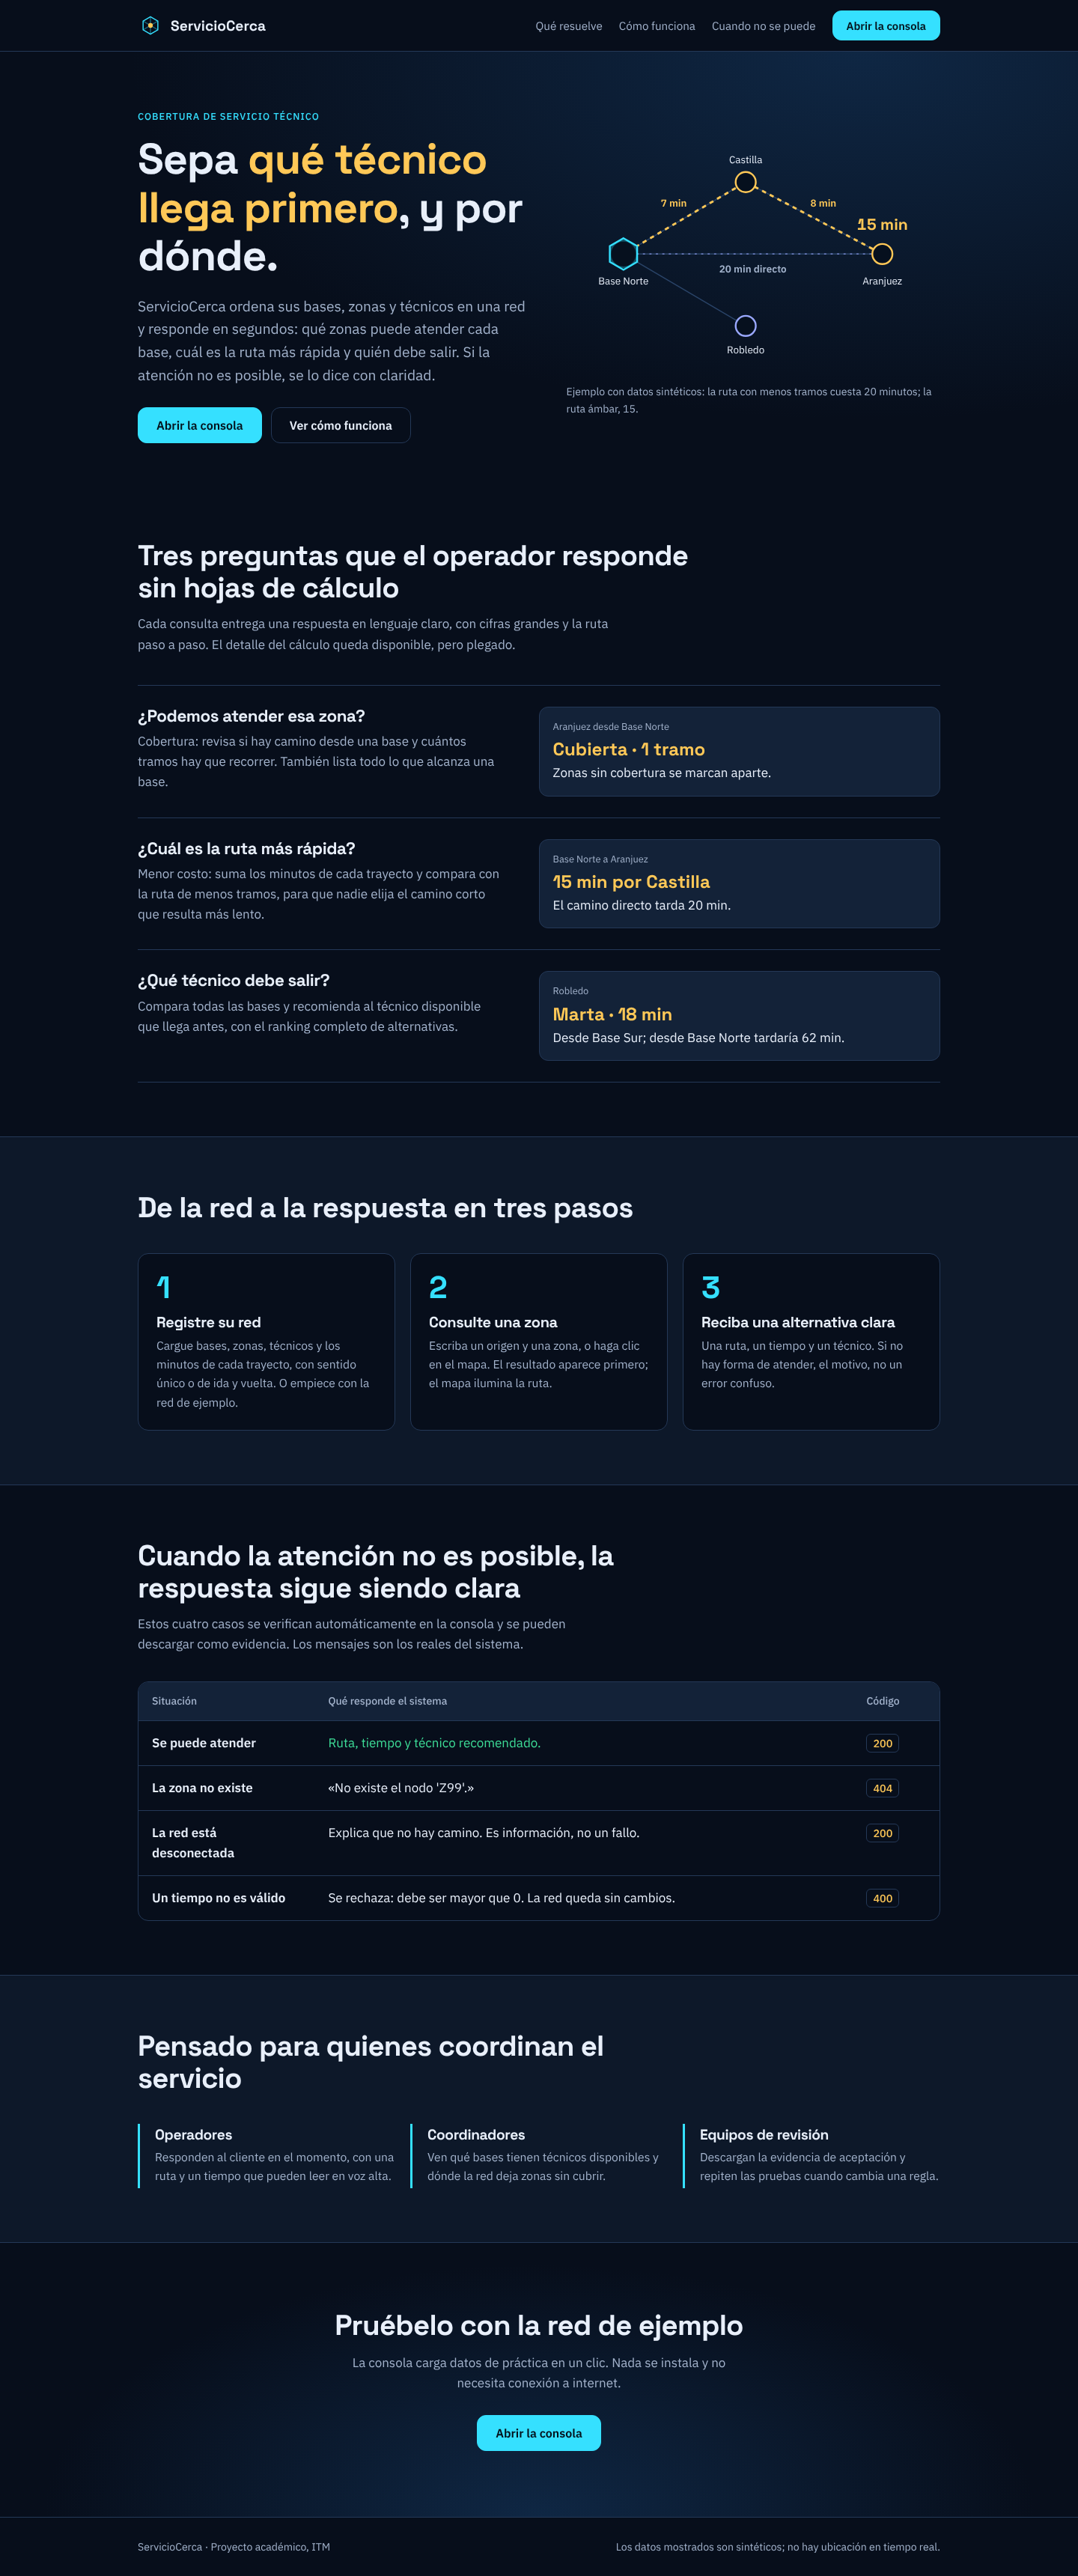 ServicioCerca
Qué resuelve
Cómo funciona
Cuando no se puede
Abrir la consola
COBERTURA DE SERVICIO TÉCNICO
Sepa qué técnico
llega primero, y por
dónde.
ServicioCerca ordena sus bases, zonas y técnicos en una red
y responde en segundos: qué zonas puede atender cada
base, cuál es la ruta más rápida y quién debe salir. Si la
atención no es posible, se lo dice con claridad.
Abrir la consola
Ver cómo funciona
Castilla
7 min
8 min
15 min
20 min directo
Base Norte
Aranjuez
Robledo
Ejemplo con datos sintéticos: la ruta con menos tramos cuesta 20 minutos; la
ruta ámbar, 15.
Tres preguntas que el operador responde
sin hojas de cálculo
Cada consulta entrega una respuesta en lenguaje claro, con cifras grandes y la ruta
paso a paso. El detalle del cálculo queda disponible, pero plegado.
¿Podemos atender esa zona?
Cobertura: revisa si hay camino desde una base y cuántos
tramos hay que recorrer. También lista todo lo que alcanza una
base.
Aranjuez desde Base Norte
Cubierta · 1 tramo
Zonas sin cobertura se marcan aparte.
¿Cuál es la ruta más rápida?
Menor costo: suma los minutos de cada trayecto y compara con
la ruta de menos tramos, para que nadie elija el camino corto
que resulta más lento.
Base Norte a Aranjuez
15 min por Castilla
El camino directo tarda 20 min.
¿Qué técnico debe salir?
Compara todas las bases y recomienda al técnico disponible
que llega antes, con el ranking completo de alternativas.
Robledo
Marta · 18 min
Desde Base Sur; desde Base Norte tardaría 62 min.
De la red a la respuesta en tres pasos
1
Registre su red
Cargue bases, zonas, técnicos y los
minutos de cada trayecto, con sentido
único o de ida y vuelta. O empiece con la
red de ejemplo.
2
Consulte una zona
Escriba un origen y una zona, o haga clic
en el mapa. El resultado aparece primero;
el mapa ilumina la ruta.
3
Reciba una alternativa clara
Una ruta, un tiempo y un técnico. Si no
hay forma de atender, el motivo, no un
error confuso.
Cuando la atención no es posible, la
respuesta sigue siendo clara
Estos cuatro casos se verifican automáticamente en la consola y se pueden
descargar como evidencia. Los mensajes son los reales del sistema.
Situación
Qué responde el sistema
Código
Se puede atender
Ruta, tiempo y técnico recomendado.
200
La zona no existe
«No existe el nodo 'Z99'.»
404
La red está
desconectada
Explica que no hay camino. Es información, no un fallo.
200
Un tiempo no es válido
Se rechaza: debe ser mayor que 0. La red queda sin cambios.
400
Pensado para quienes coordinan el
servicio
Operadores
Responden al cliente en el momento, con una
ruta y un tiempo que pueden leer en voz alta.
Coordinadores
Ven qué bases tienen técnicos disponibles y
dónde la red deja zonas sin cubrir.
Equipos de revisión
Descargan la evidencia de aceptación y
repiten las pruebas cuando cambia una regla.
Pruébelo con la red de ejemplo
La consola carga datos de práctica en un clic. Nada se instala y no
necesita conexión a internet.
Abrir la consola
ServicioCerca · Proyecto académico, ITM
Los datos mostrados son sintéticos; no hay ubicación en tiempo real.